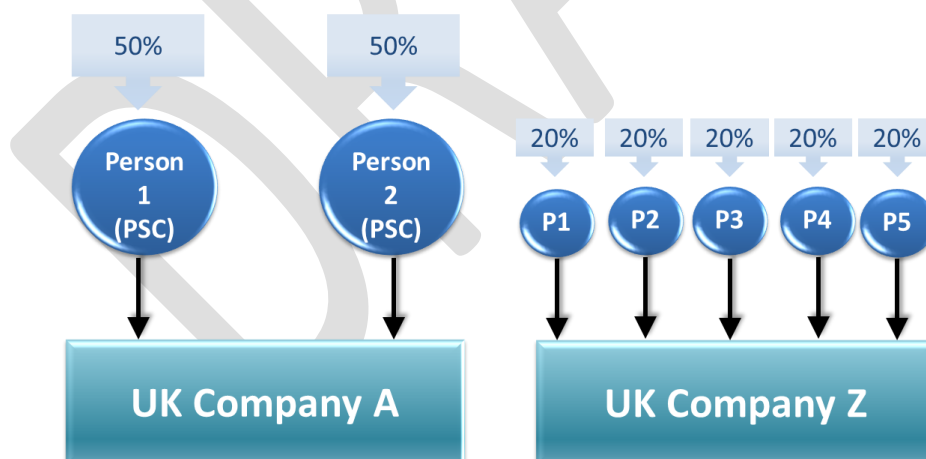 50%
50%
20%
20%
20%
20%
20%
Person
1
(PSC)
Person
2
(PSC)
P1
P2
P3
P4
P5
UK Company A
UK Company Z